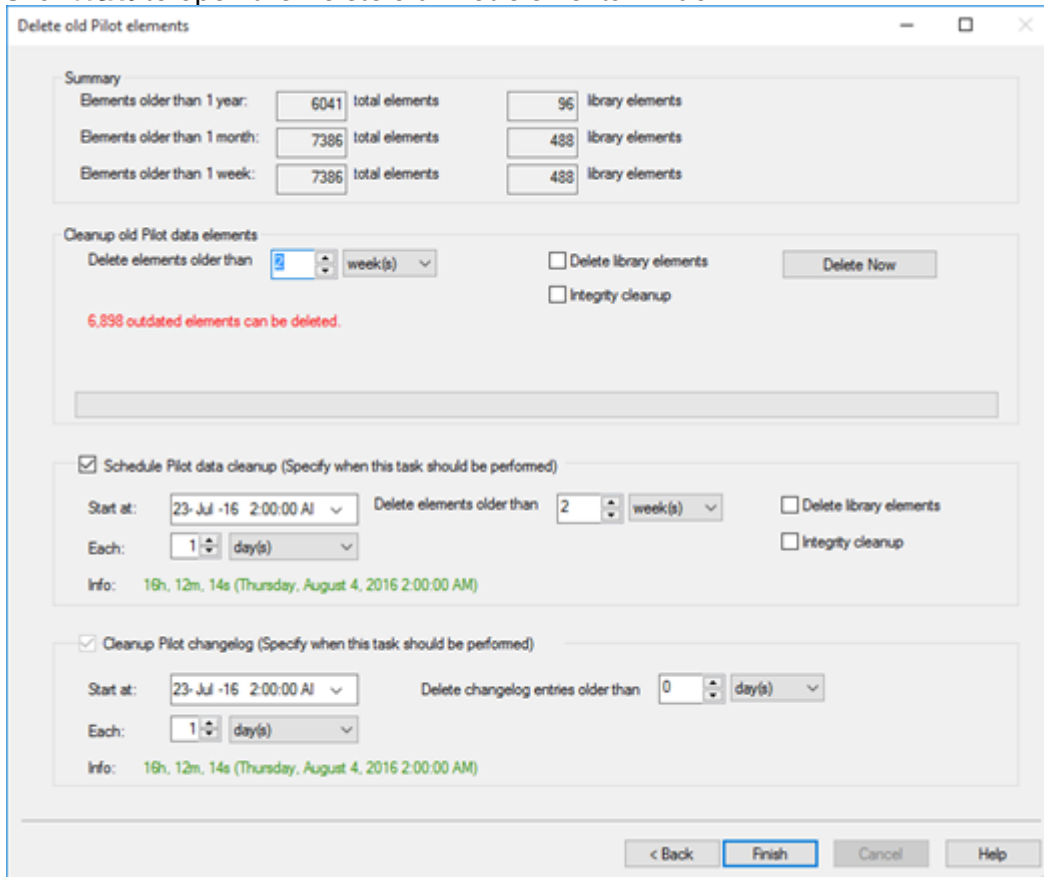 Delete old Pilot elements
Summary
Elements older than 1 year: 6041 total elements 96 library elements
Elements older than 1 month: 7386 total elements 488 library elements
Elements older than 1 week: 7386 total elements 488 library elements
Cleanup old Pilot data elements
Delete elements older than 2 week(s) Delete library elements Delete Now
Integrity cleanup
6,898 outdated elements can be deleted.
Schedule Pilot data cleanup (Specify when this task should be performed)
Start at: 23- Jul -16 2:00:00 AI Delete elements older than 2 week(s) Delete library elements
Each: 1 day(s) Integrity cleanup
Info: 16h, 12m, 14s (Thursday, August 4, 2016 2:00:00 AM)
Cleanup Pilot changelog (Specify when this task should be performed)
Start at: 23- Jul -16 2:00:00 AI Delete changelog entries older than 0 day(s)
Each: 1 day(s)
Info: 16h, 12m, 14s (Thursday, August 4, 2016 2:00:00 AM)
< Back Finish Cancel Help